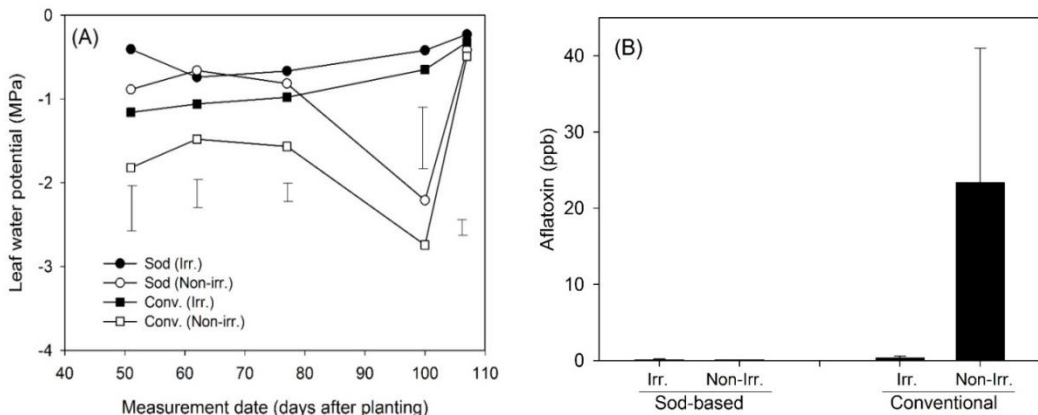 (A)
Leaf water potential (MPa)
0
-1
-2
-3
-4
Sod (Irr.)
Sod (Non-irr.)
Conv. (Irr.)
Conv. (Non-irr.)
40 50 60 70 80 90 100 110
Measurement date (days after planting)
(B)
Aflatoxin (ppb)
40
30
20
10
0
Irr. Non-Irr. Irr. Non-Irr.
Sod-based Conventional